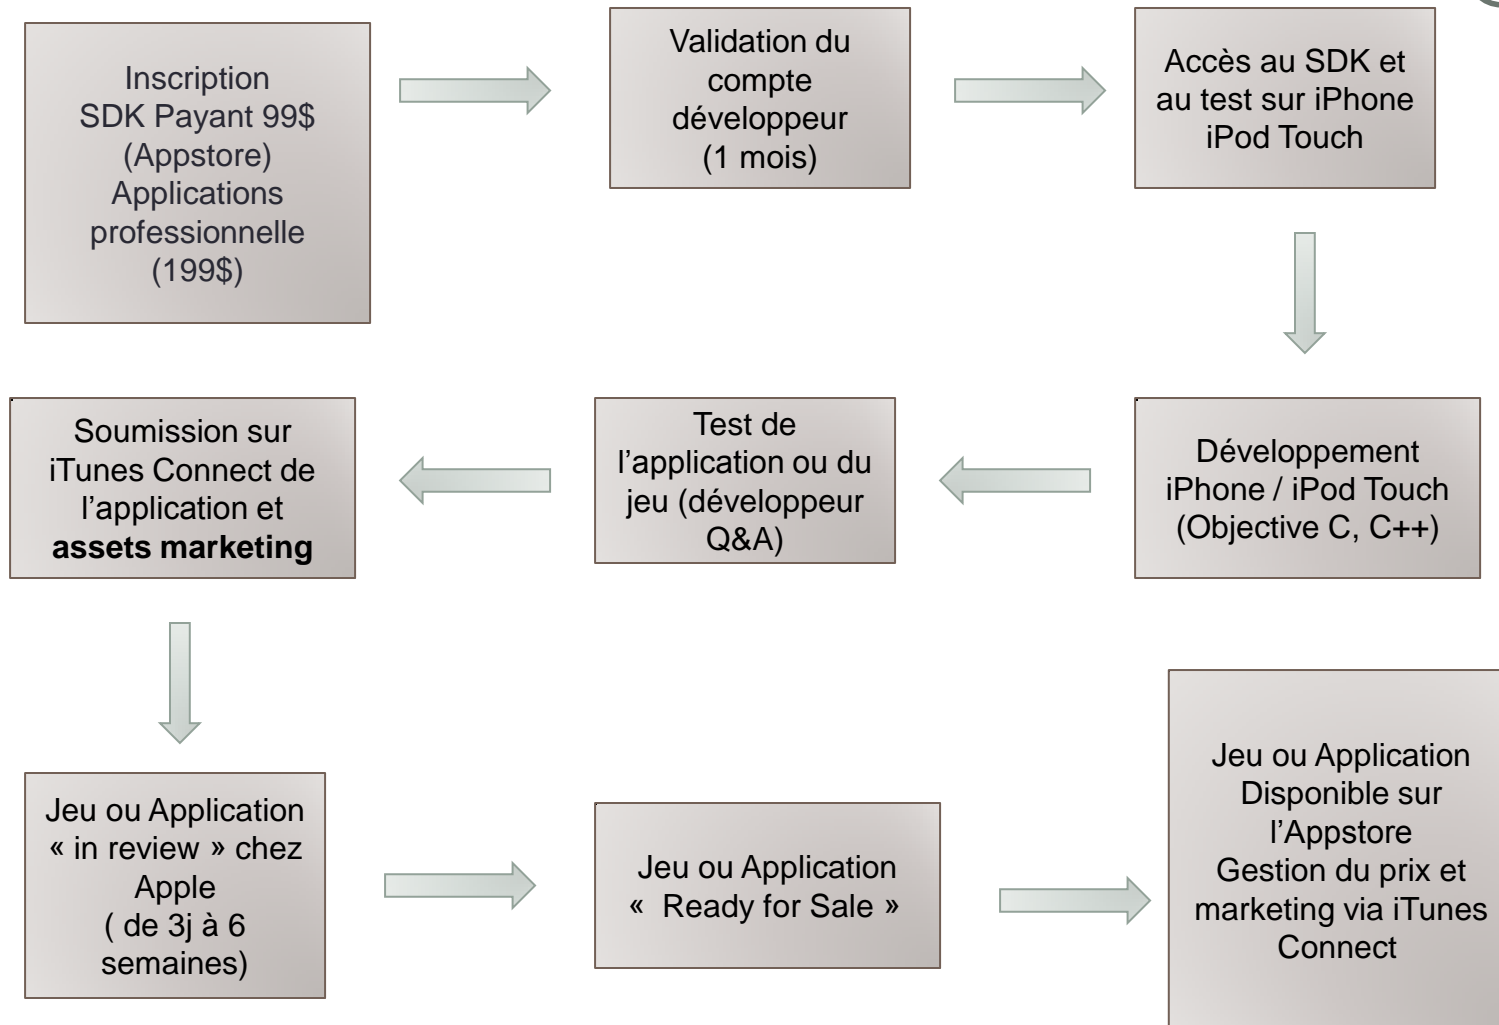 Inscription
SDK Payant 99$
(Appstore)
Applications
professionnelle
(199$)
Validation du
compte
développeur
(1 mois)
Accès au SDK et
au test sur iPhone
iPod Touch
Développement
iPhone / iPod Touch
(Objective C, C++)
Test de
l’application ou du
jeu (développeur
Q&A)
Soumission sur
iTunes Connect de
l’application et
assets marketing
Jeu ou Application
« in review » chez
Apple
( de 3j à 6
semaines)
Jeu ou Application
«  Ready for Sale »
Jeu ou Application
Disponible sur
l’Appstore
Gestion du prix et
marketing via iTunes
Connect